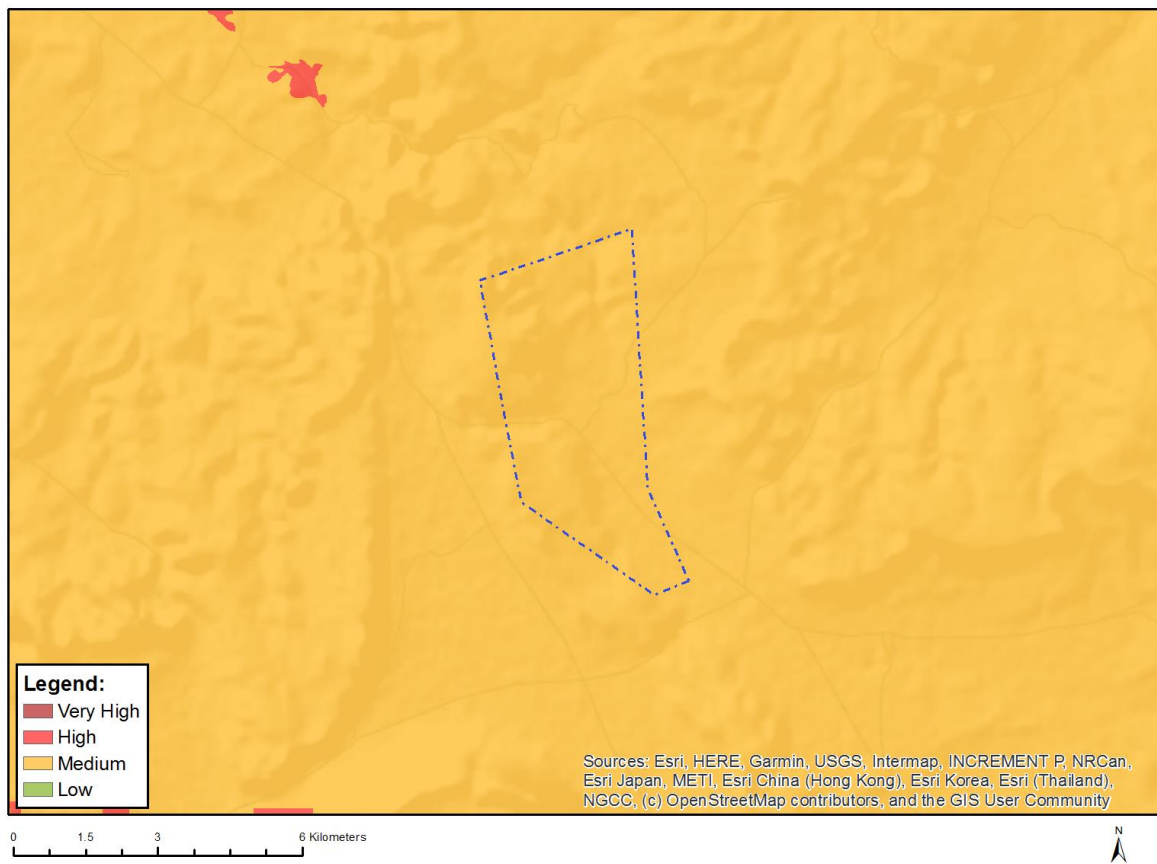 Legend:
Very High
High
Medium
Low
Sources: Esri, HERE, Garmin, USGS, Intermap, INCREMENT P, NRCan,
Esri Japan, METI, Esri China (Hong Kong), Esri Korea, Esri (Thailand),
NGCC, (c) OpenStreetMap contributors, and the GIS User Community
0 1.5 3 6 Kilometers
N